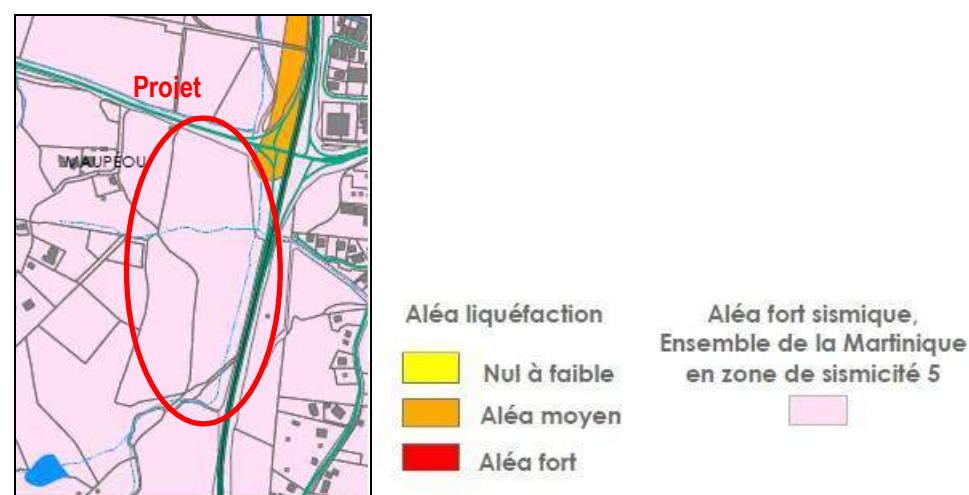 Projet
MAUPÉOU
Aléa liquéfaction
Nul à faible
Aléa moyen
Aléa fort
Aléa fort sismique,
Ensemble de la Martinique
en zone de sismicité 5